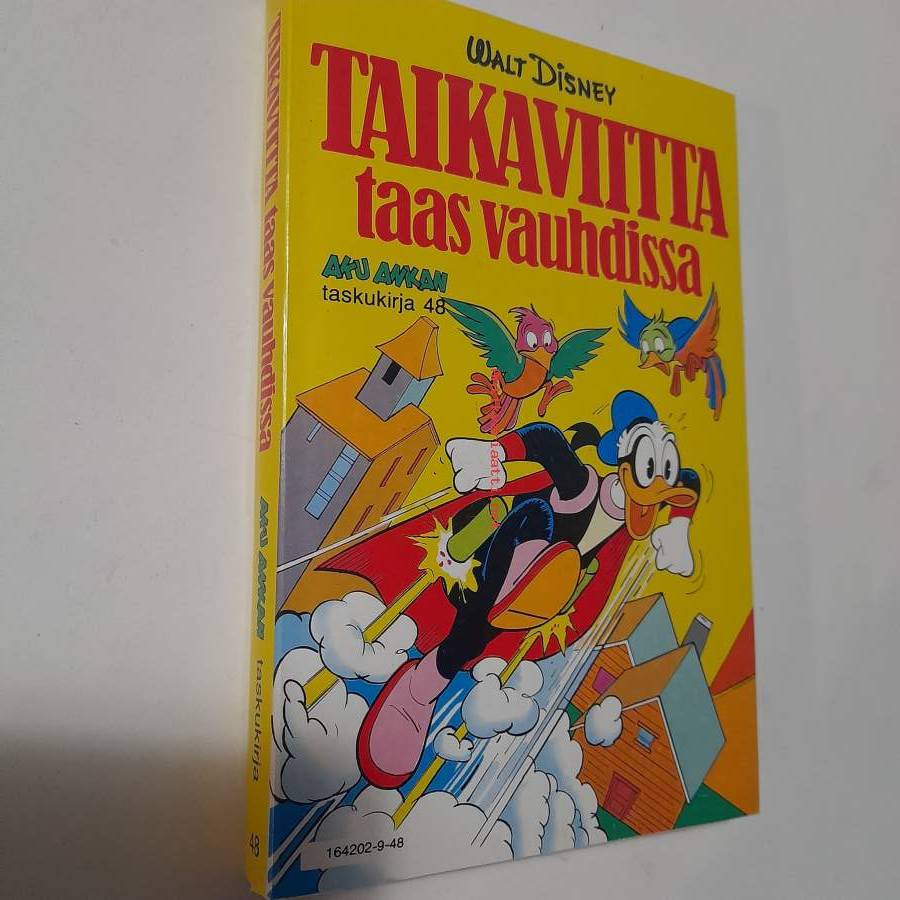 WALT DISNEY
TAIKAVIITTA
taas vauhdissa
AKU ANKAN
taskukirja 48
164202-9-48
TAIKAVIITTA taas vauhdissa
AKU ANKAN
taskukirja
48